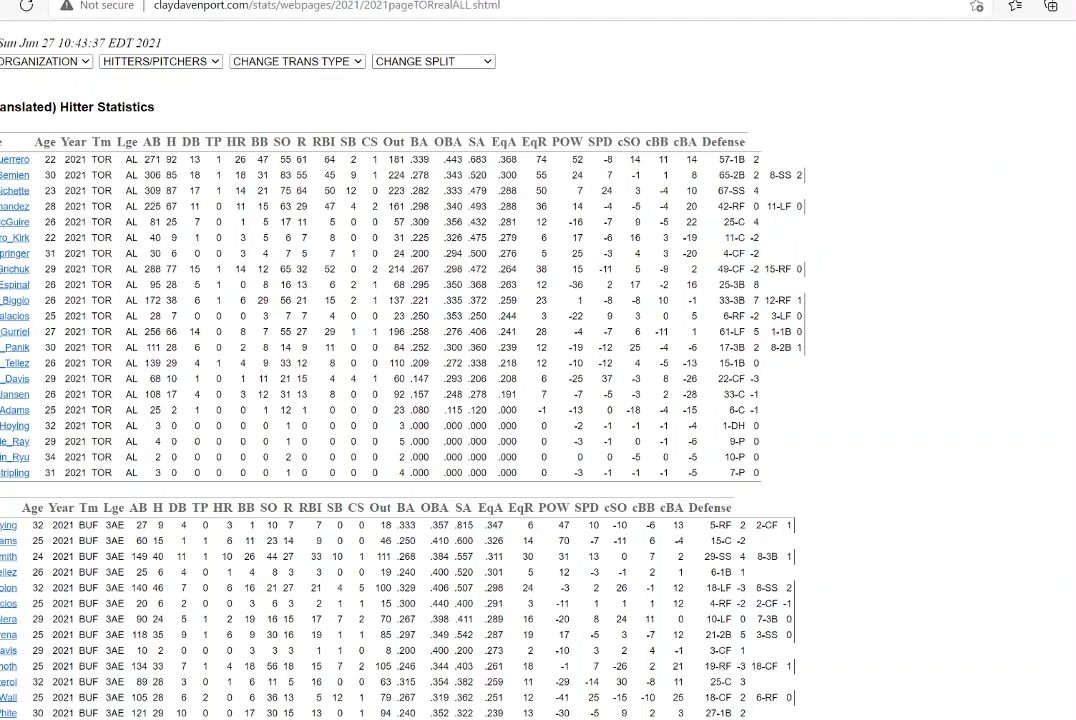 Not secure | claydavenport.com/stats/webpages/2021/2021pageTORrealALL.shtml
Sun Jun 27 10:43:37 EDT 2021
ORGANIZATION HITTERS/PITCHERS CHANGE TRANS TYPE CHANGE SPLIT
anslated) Hitter Statistics
e Age Year Tm Lge AB H DB TP HR BB SO R RBI SB CS Out BA OBA SA EqA EqR POW SPD cSO cBB cBA Defense
uerrero 22 2021 TOR AL 271 92 13 1 26 47 55 61 64 2 1 181 .339 .443 .683 .368 74 52 -8 14 11 14 57-1B 2
Semien 30 2021 TOR AL 306 85 18 1 18 31 83 55 45 9 1 224 .278 .343 .520 .300 55 24 7 -1 1 8 65-2B 2 8-SS 2
ichette 23 2021 TOR AL 309 87 17 1 14 21 75 64 50 12 0 223 .282 .333 .479 .288 50 7 24 3 -4 10 67-SS 4
nandez 28 2021 TOR AL 225 67 11 0 11 15 63 29 47 4 2 161 .298 .340 .493 .288 36 14 -4 -5 -4 20 42-RF 0 11-LF 0
cGuire 26 2021 TOR AL 81 25 7 0 1 5 17 11 5 0 0 57 .309 .356 .432 .281 12 -16 -7 9 -5 22 25-C 4
ro_Kirk 22 2021 TOR AL 40 9 1 0 3 5 6 7 8 0 0 31 .225 .326 .475 .279 6 17 -6 16 3 -19 11-C -2
pringer 31 2021 TOR AL 30 6 0 0 3 4 7 5 7 1 0 24 .200 .294 .500 .276 5 25 -3 4 3 -20 4-CF -2
Grichuk 29 2021 TOR AL 288 77 15 1 14 12 65 32 52 0 2 214 .267 .298 .472 .264 38 15 -11 5 -9 2 49-CF -2 15-RF 0
Espinal 26 2021 TOR AL 95 28 5 1 0 8 16 13 6 2 1 68 .295 .350 .368 .263 12 -36 2 17 -2 16 25-3B 8
_Biggio 26 2021 TOR AL 172 38 6 1 6 29 56 21 15 2 0 137 .221 .335 .372 .259 23 1 -8 -8 10 -1 33-3B 7 12-RF 1
alacios 25 2021 TOR AL 28 7 0 0 0 3 7 7 4 0 0 23 .250 .353 .250 .244 3 -22 9 3 0 5 6-RF -2 3-LF 0
Gurriel 27 2021 TOR AL 256 66 14 0 8 7 55 27 29 1 1 196 .258 .276 .406 .241 28 -4 -7 6 -11 1 61-LF 5 1-1B 0
_Panik 30 2021 TOR AL 111 28 6 0 2 8 14 9 11 0 0 84 .252 .300 .360 .239 12 -19 -12 25 -4 -6 17-3B 2 8-2B 1
_Tellez 26 2021 TOR AL 139 29 4 1 4 9 33 12 8 0 0 110 .209 .272 .338 .218 12 -10 -12 4 -5 -13 15-1B 0
_Davis 29 2021 TOR AL 68 10 1 0 1 11 21 15 4 4 1 60 .147 .293 .206 .208 6 -25 37 -3 8 -26 22-CF -3
Jansen 26 2021 TOR AL 108 17 4 0 3 12 31 13 8 0 0 92 .157 .248 .278 .191 7 -7 -5 -3 2 -28 33-C -1
Adams 25 2021 TOR AL 25 2 1 0 0 1 12 1 0 0 0 23 .080 .115 .120 .000 -1 -13 0 -18 -4 -15 6-C -1
Hoying 32 2021 TOR AL 3 0 0 0 0 0 1 0 0 0 0 3 .000 .000 .000 .000 0 -2 -1 -1 -1 -4 1-DH 0
ie_Ray 29 2021 TOR AL 4 0 0 0 0 0 1 0 0 0 0 5 .000 .000 .000 .000 0 -3 -1 0 -1 -6 9-P 0
in_Ryu 34 2021 TOR AL 2 0 0 0 0 0 2 0 0 0 0 2 .000 .000 .000 .000 0 0 0 -5 0 -5 10-P 0
Stripling 31 2021 TOR AL 3 0 0 0 0 0 1 0 0 0 0 4 .000 .000 .000 .000 0 -3 -1 -1 -1 -5 7-P 0
Age Year Tm Lge AB H DB TP HR BB SO R RBI SB CS Out BA OBA SA EqA EqR POW SPD cSO cBB cBA Defense
ying 32 2021 BUF 3AE 27 9 4 0 3 1 10 7 7 0 0 18 .333 .357 .815 .347 6 47 10 -10 -6 13 5-RF 2 2-CF 1
ams 25 2021 BUF 3AE 60 15 1 1 6 11 23 14 9 0 0 46 .250 .410 .600 .326 14 70 -7 -11 6 -4 15-C -2
mith 24 2021 BUF 3AE 149 40 11 1 10 26 44 27 33 10 1 111 .268 .384 .557 .311 30 31 13 0 7 2 29-SS 4 8-3B 1
ellez 26 2021 BUF 3AE 25 6 4 0 1 4 8 3 3 0 0 19 .240 .400 .520 .301 5 12 -3 -1 2 1 6-1B 1
olon 32 2021 BUF 3AE 140 46 7 0 6 16 21 27 21 4 5 100 .329 .406 .507 .298 24 -3 2 26 -1 12 18-LF -3 8-SS 2
cios 25 2021 BUF 3AE 20 6 2 0 0 3 6 3 2 1 1 15 .300 .440 .400 .291 3 -11 1 1 1 12 4-RF -2 2-CF -1
niera 29 2021 BUF 3AE 90 24 5 1 2 19 16 15 17 7 2 70 .267 .398 .411 .289 16 -20 8 24 11 0 10-LF 0 7-3B 0
rena 25 2021 BUF 3AE 118 35 9 1 6 9 30 16 19 1 1 85 .297 .349 .542 .287 19 17 -5 3 -7 12 21-2B 5 3-SS 0
avis 29 2021 BUF 3AE 10 2 0 0 0 3 3 3 1 1 0 8 .200 .400 .200 .273 2 -10 3 2 4 -1 3-CF 1
noth 25 2021 BUF 3AE 134 33 7 1 4 18 56 18 15 7 2 105 .246 .344 .403 .261 18 -1 7 -26 2 21 19-RF -3 18-CF 1
terol 32 2021 BUF 3AE 89 28 3 0 1 6 11 5 16 0 0 63 .315 .354 .382 .259 11 -29 -14 30 -8 11 25-C 3
Wall 25 2021 BUF 3AE 105 28 6 2 0 6 36 13 5 12 1 79 .267 .319 .362 .251 12 -41 25 -15 -10 25 18-CF 2 6-RF 0
White 30 2021 BUF 3AE 121 29 10 0 0 17 30 15 13 0 1 94 .240 .352 .322 .239 13 -30 -5 9 2 3 27-1B 2